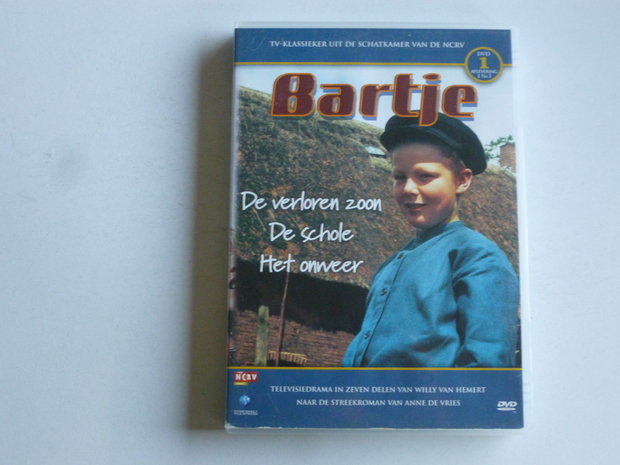 TV-KLASSIEKER UIT DE SCHATKAMER VAN DE NCRV
DVD
1
AFLEVERING
Bartje
De verloren zoon
De schole
Het onweer
NCRV
TELEVISIEDRAMA IN ZEVEN DELEN VAN WILLY VAN HEMERT
NAAR DE STREEKROMAN VAN ANNE DE VRIES
DVD